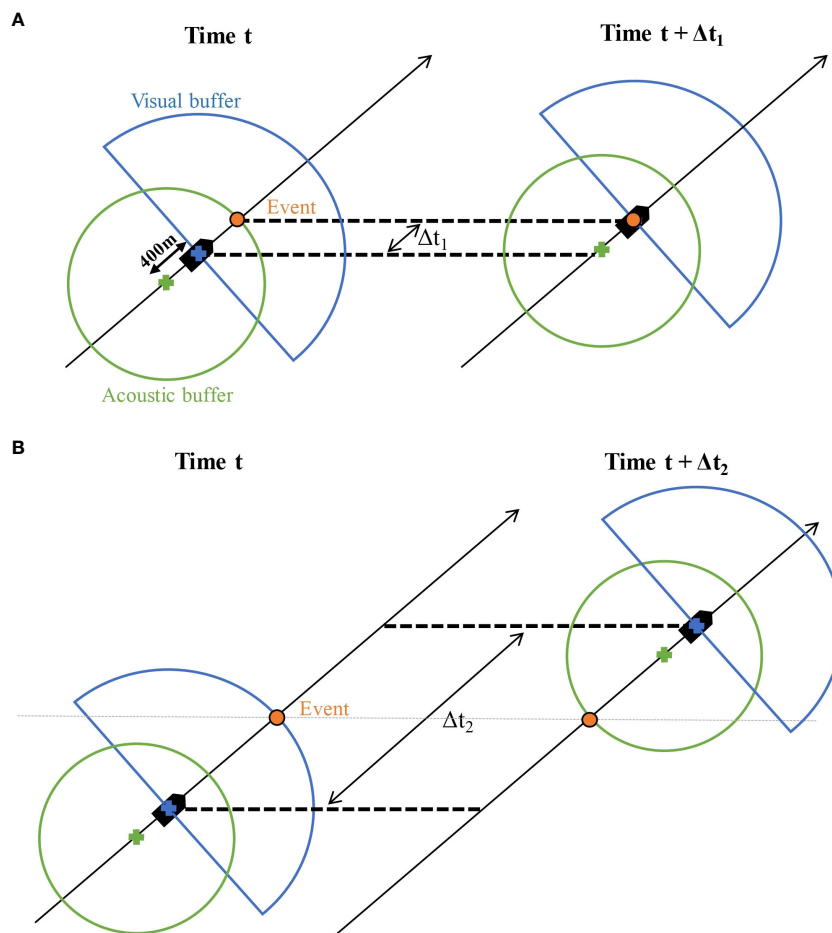 A
Time t
Time t + Δt₁
Visual buffer
Event
400m
Δt₁
Acoustic buffer
B
Time t
Time t + Δt₂
Event
Δt₂